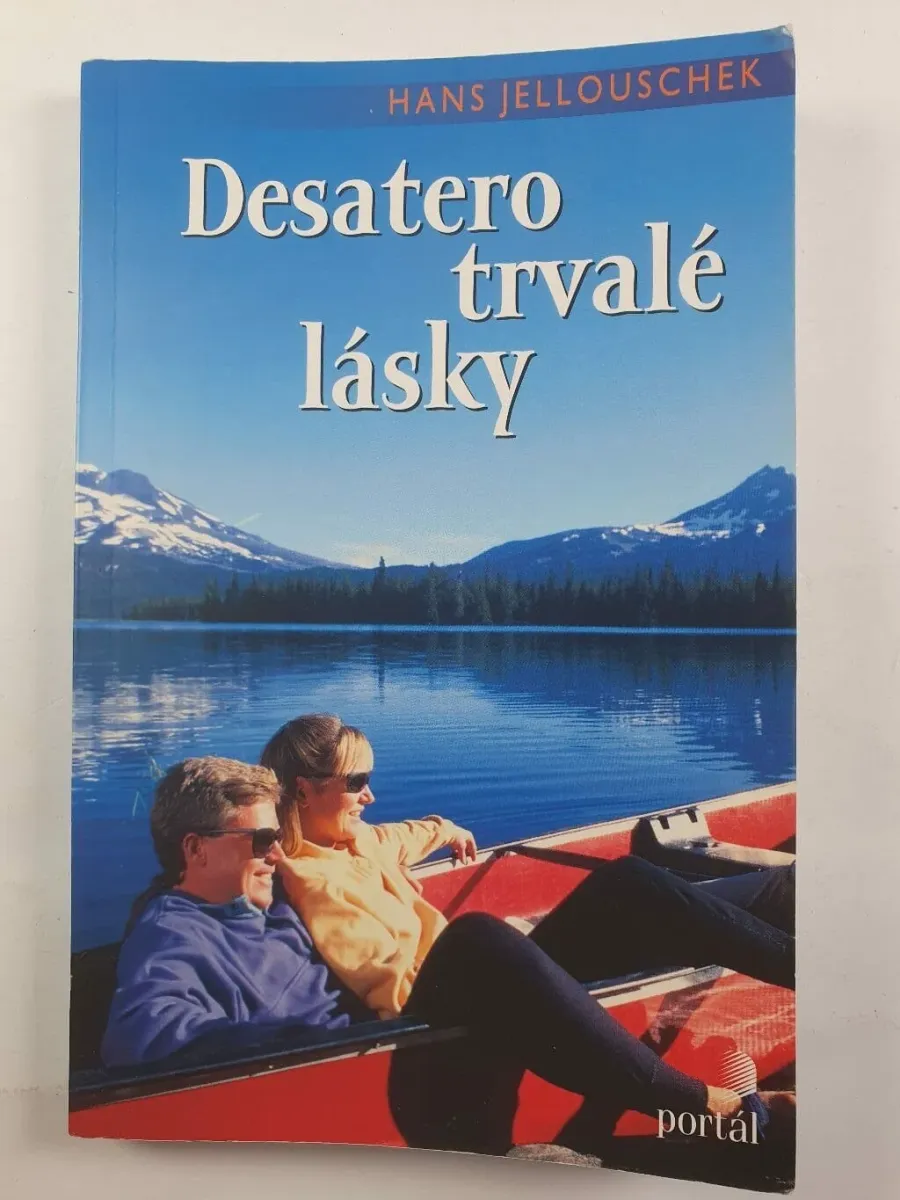 HANS JELLOUSCHEK
Desatero
trvalé
lásky
portál